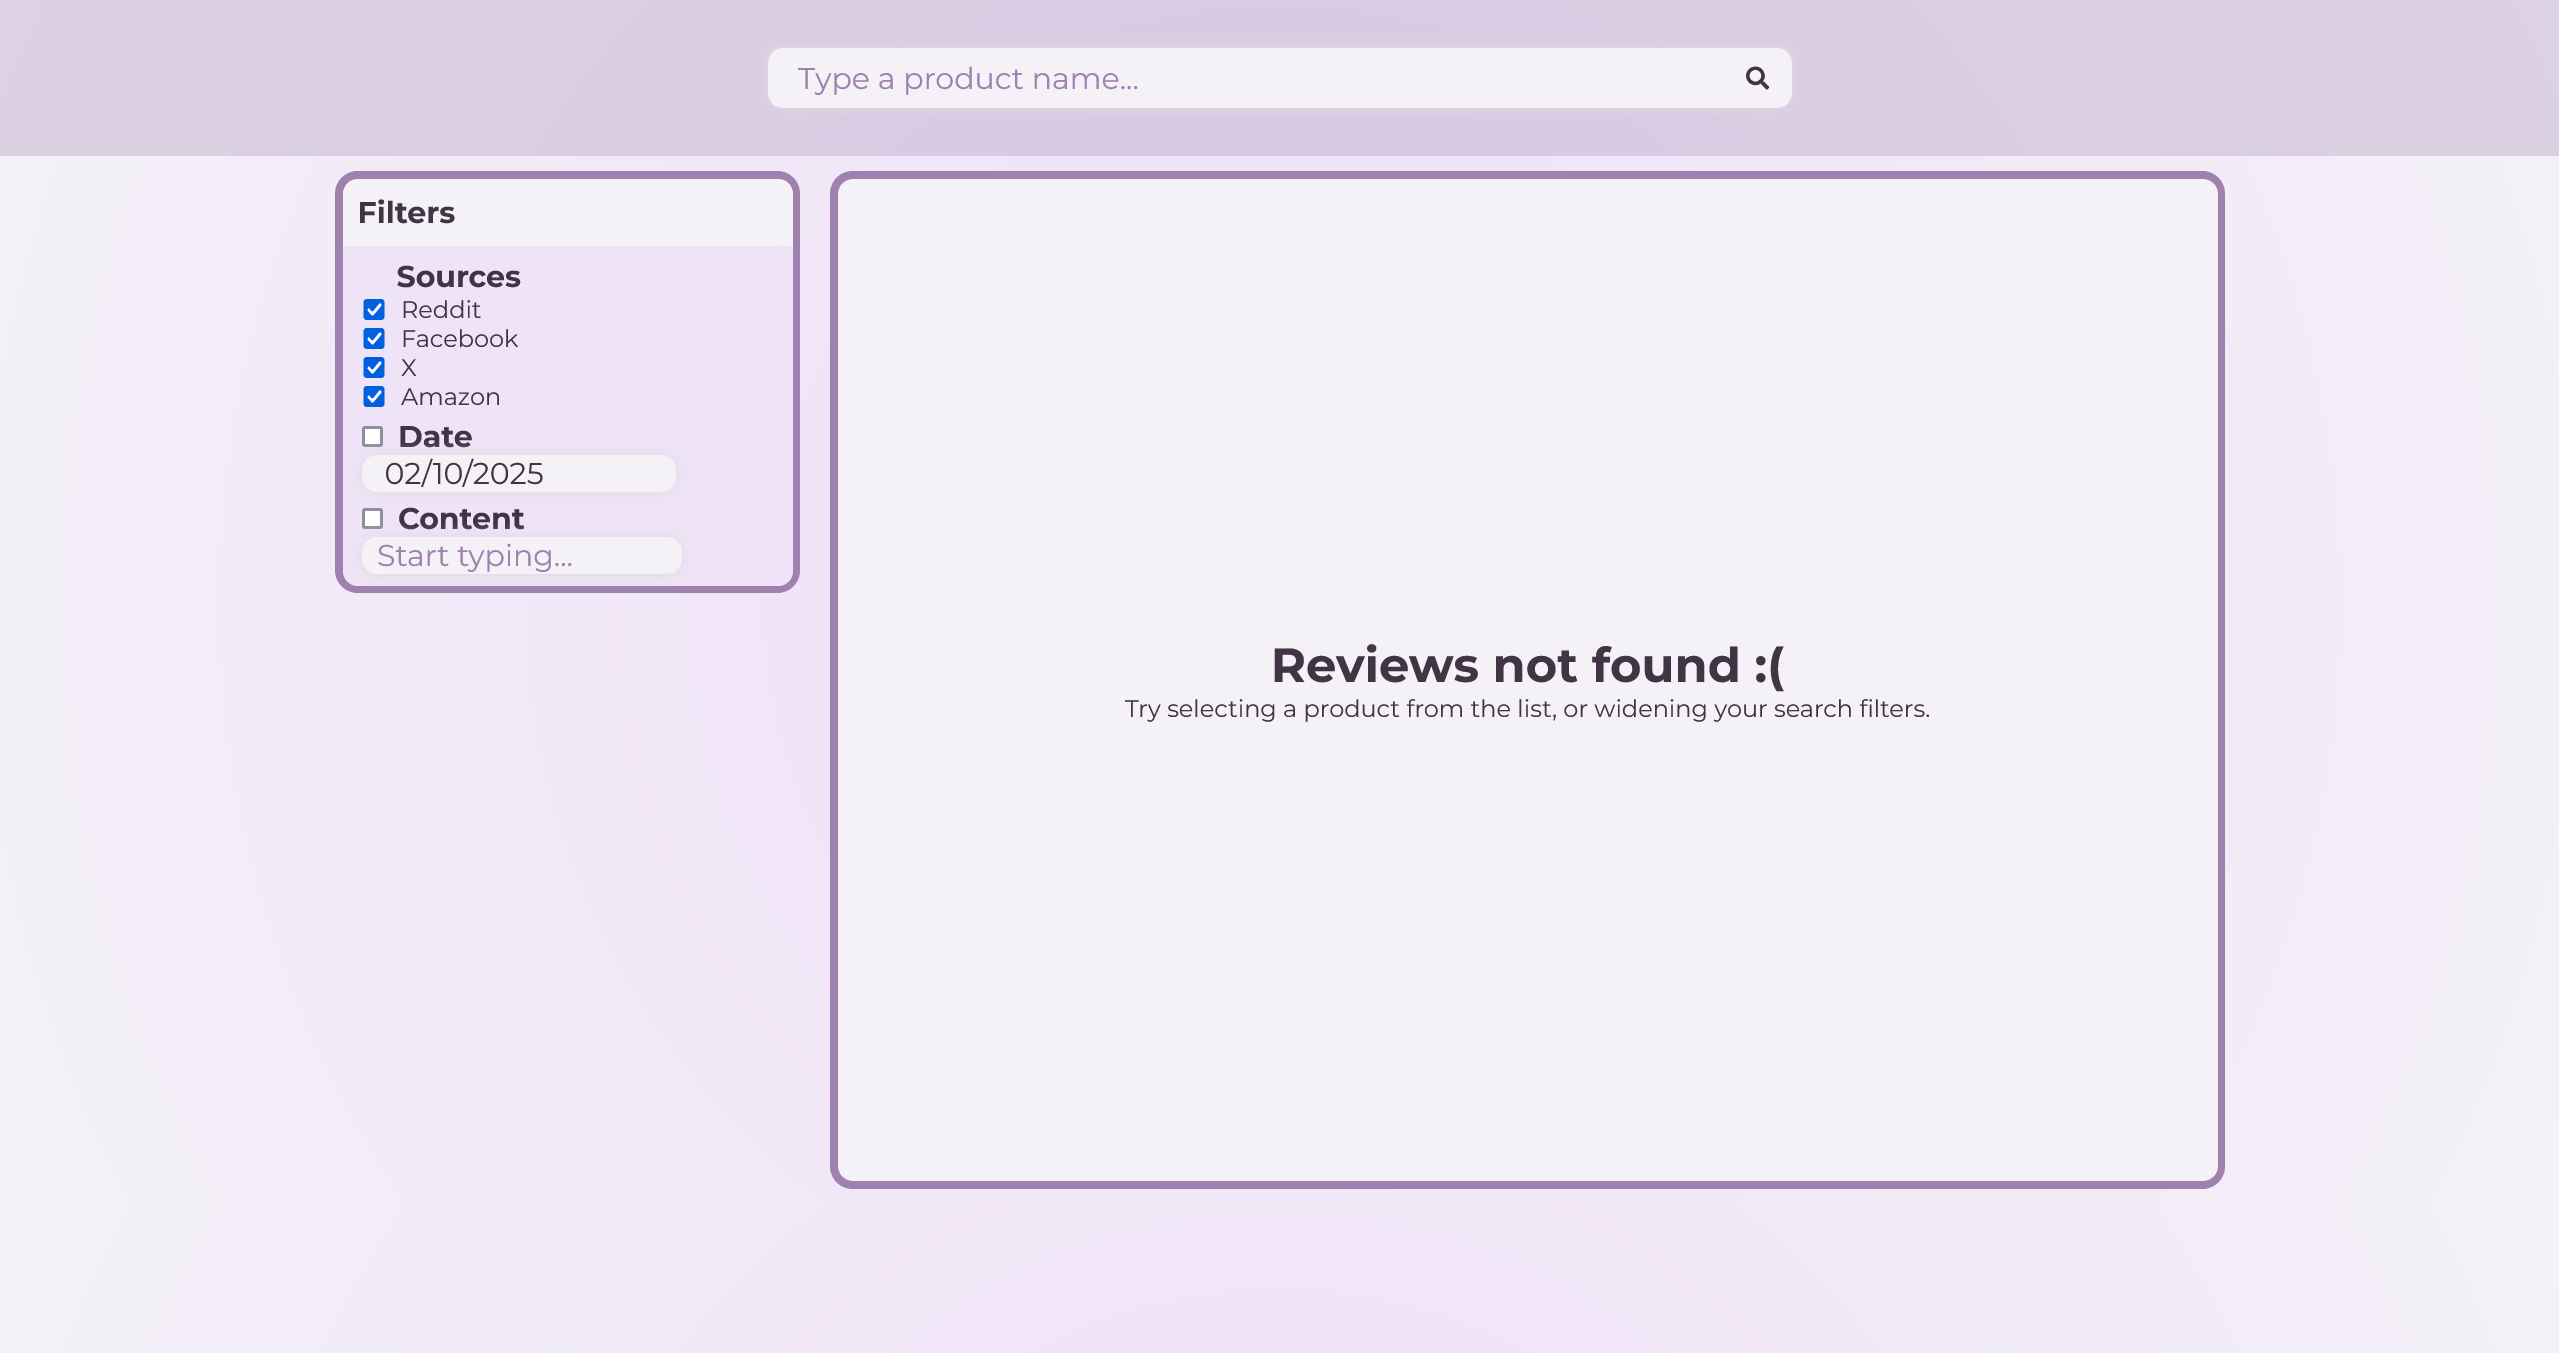 Type a product name...
Filters
Sources
Reddit
Facebook
X
Amazon
Date
02/10/2025
Content
Start typing...
Reviews not found :(
Try selecting a product from the list, or widening your search filters.